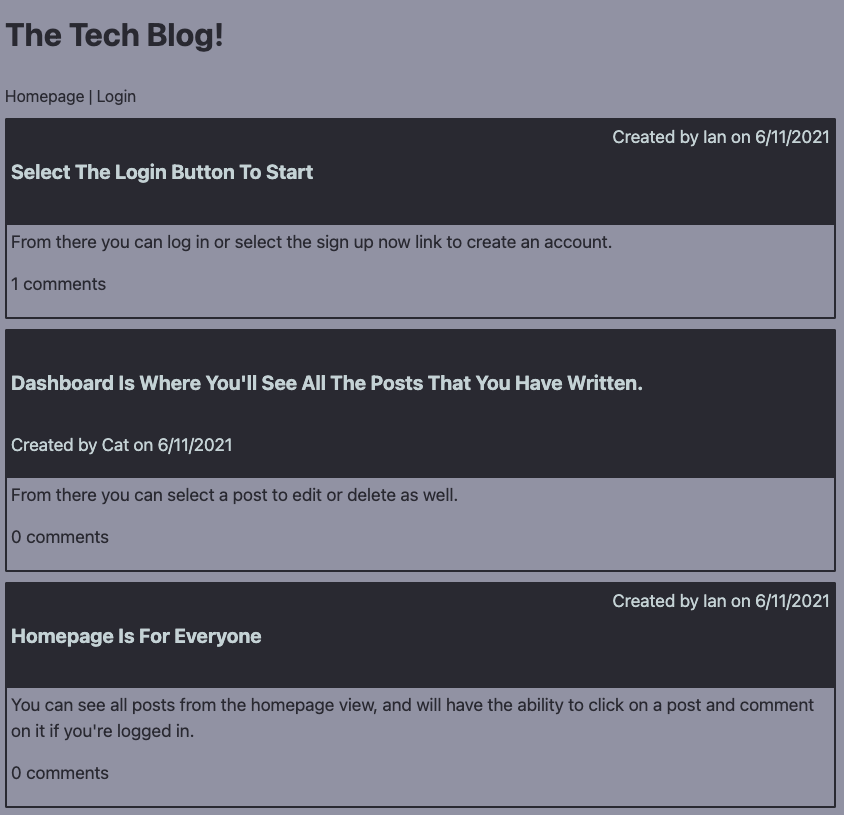 The Tech Blog!
Homepage | Login
Created by Ian on 6/11/2021
Select The Login Button To Start
From there you can log in or select the sign up now link to create an account.
1 comments
Dashboard Is Where You'll See All The Posts That You Have Written.
Created by Cat on 6/11/2021
From there you can select a post to edit or delete as well.
0 comments
Created by Ian on 6/11/2021
Homepage Is For Everyone
You can see all posts from the homepage view, and will have the ability to click on a post and comment
on it if you're logged in.
0 comments